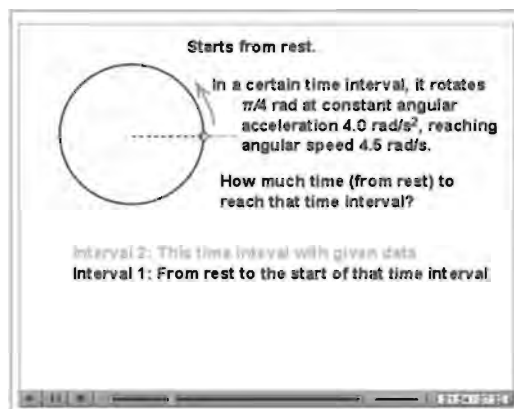 Starts from rest.
In a certain time interval, it rotates
π/4 rad at constant angular
acceleration 4.0 rad/s², reaching
angular speed 4.5 rad/s.
How much time (from rest) to
reach that time interval?
Interval 2: This time inteval with given data
Interval 1: From rest to the start of that time interval